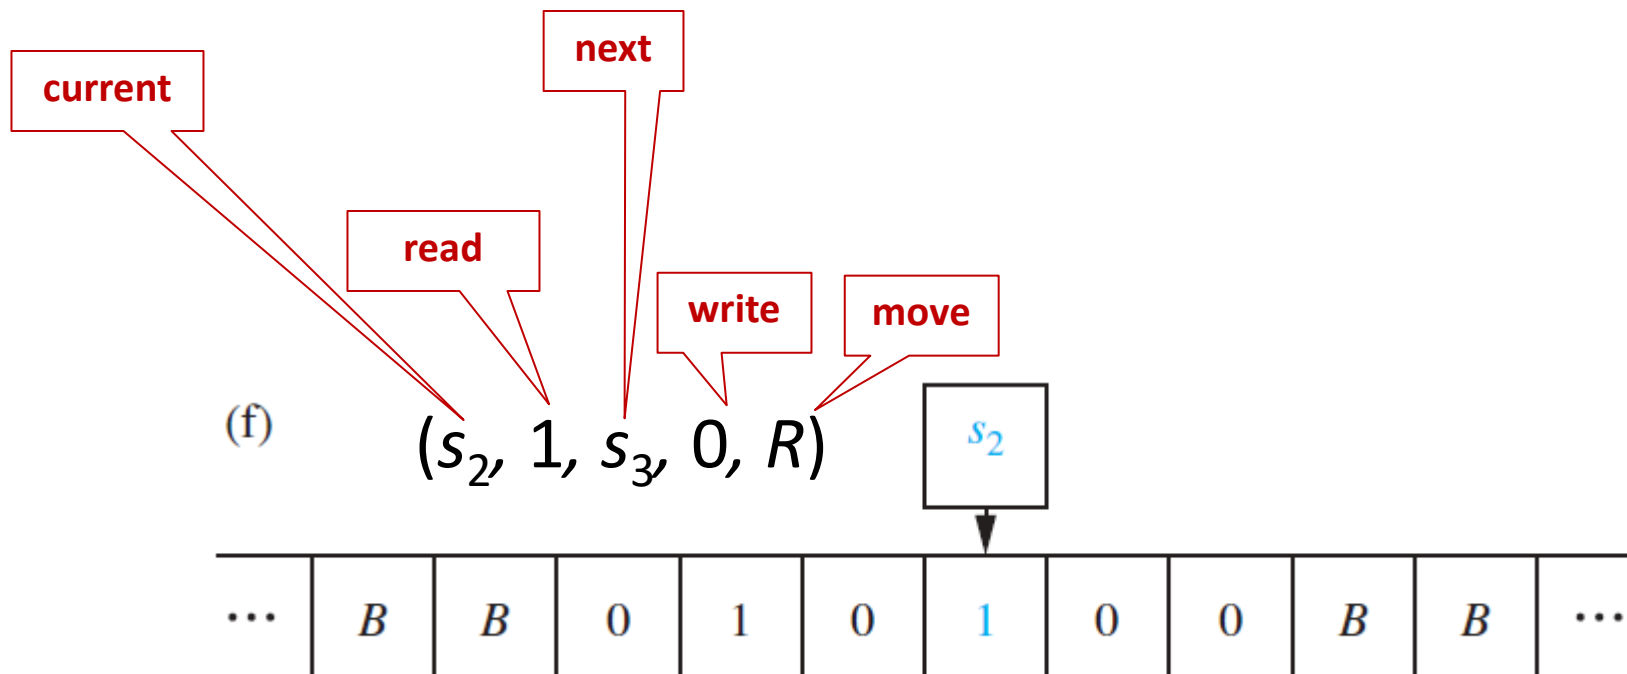 next
current
read
write
move
(f) (s₂, 1, s₃, 0, R) s₂
··· B B 0 1 0 1 0 0 B B ···